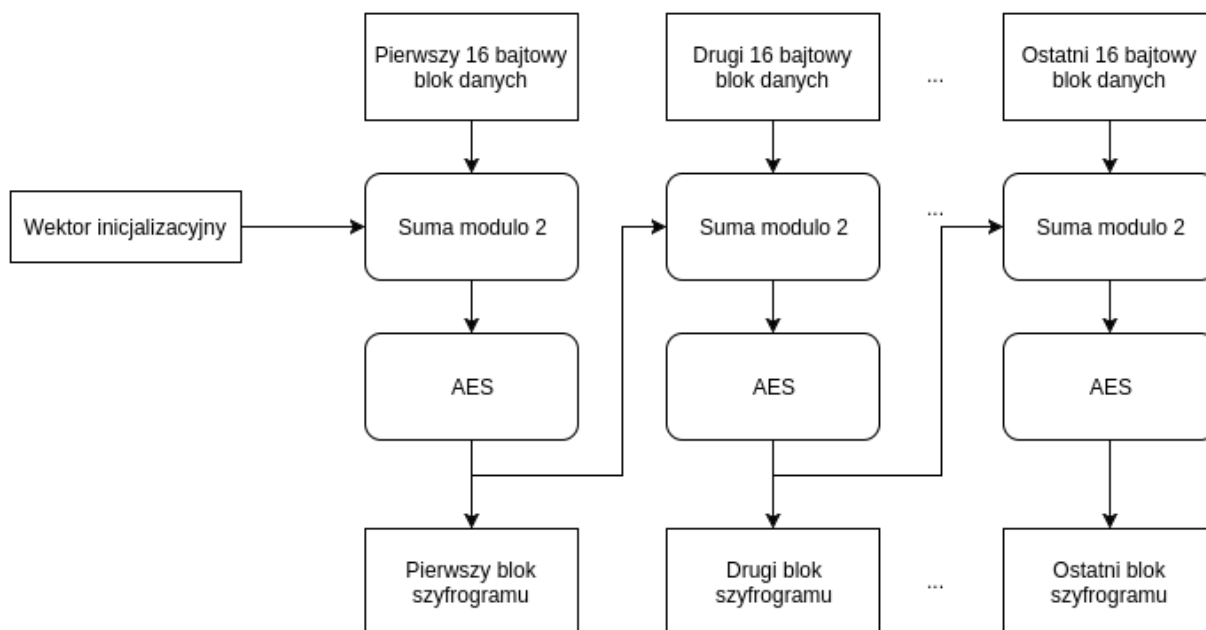 Pierwszy 16 bajtowy
blok danych
Drugi 16 bajtowy
blok danych
...
Ostatni 16 bajtowy
blok danych
Wektor inicjalizacyjny
Suma modulo 2
Suma modulo 2
...
Suma modulo 2
AES
AES
AES
Pierwszy blok
szyfrogramu
Drugi blok
szyfrogramu
...
Ostatni blok
szyfrogramu